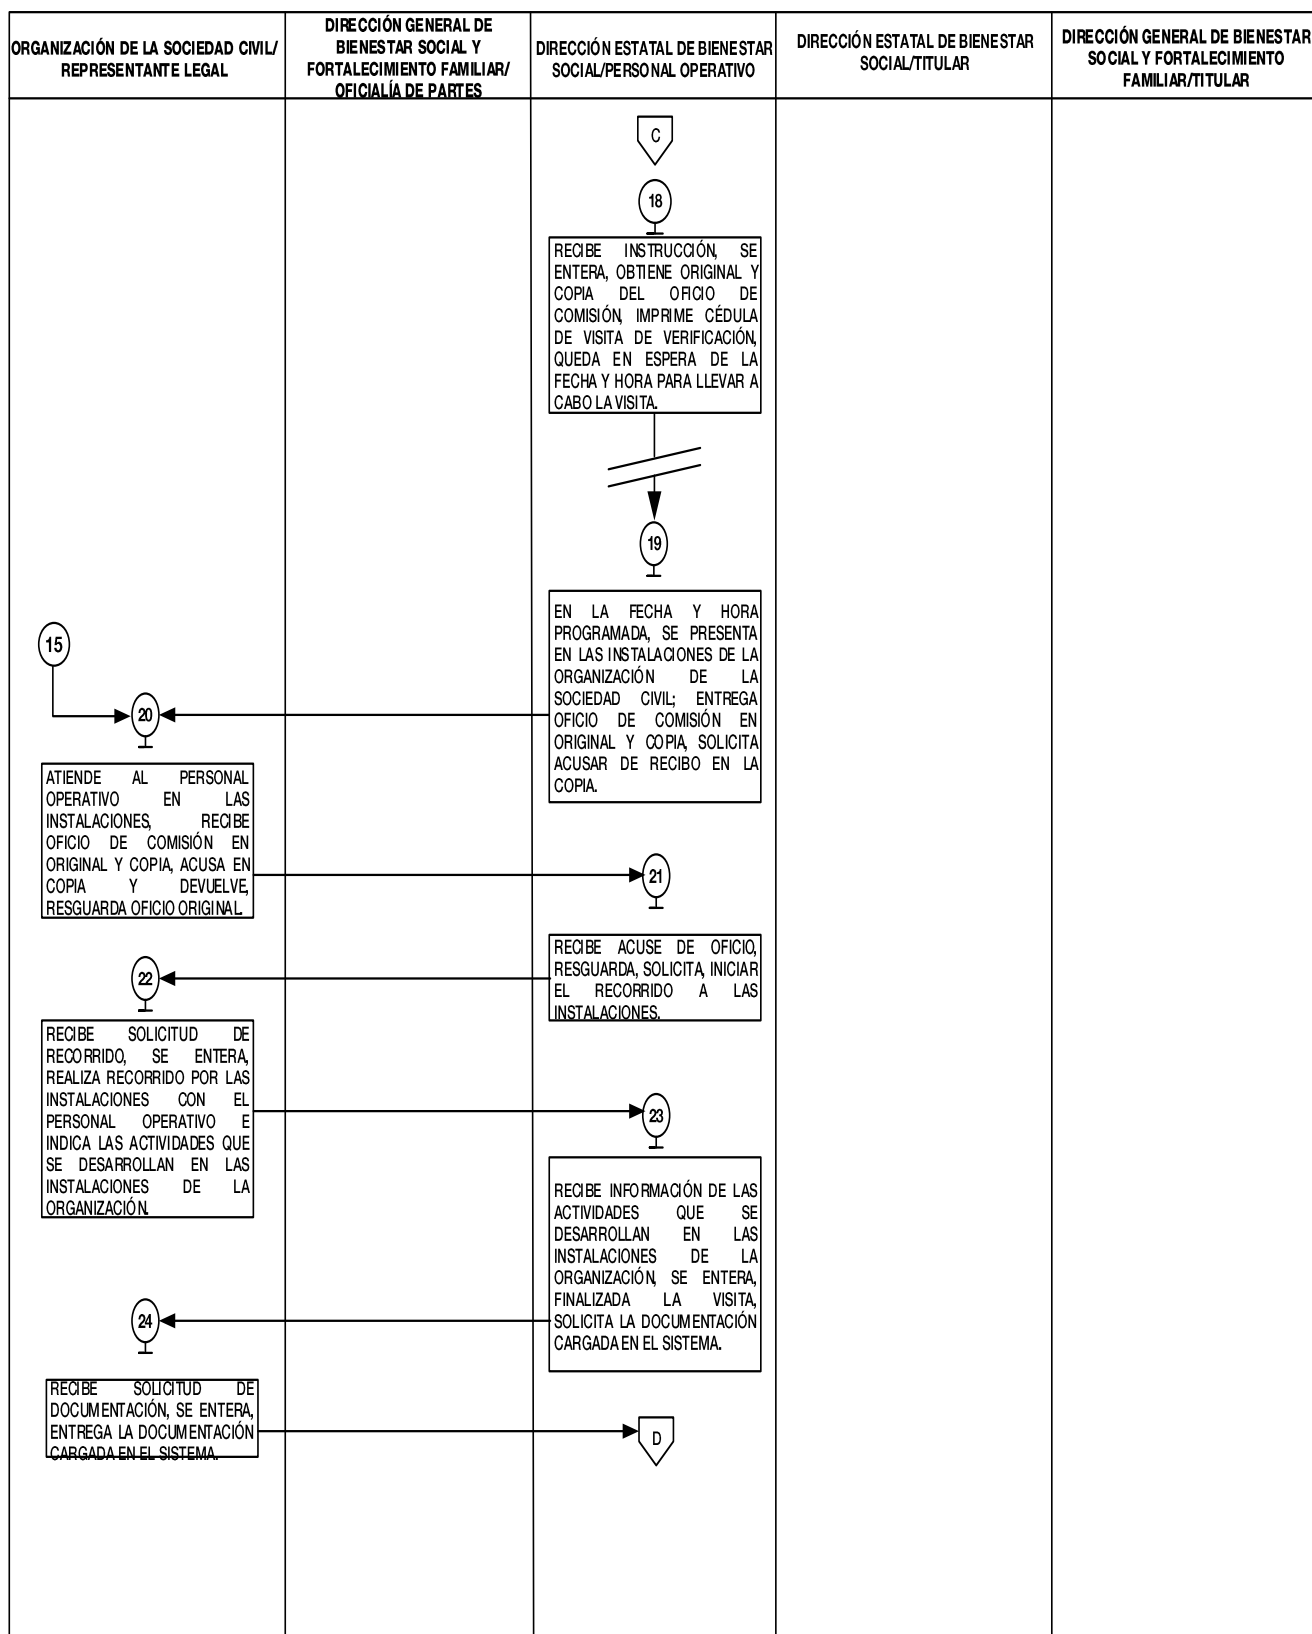 ORGANIZACIÓN DE LA SOCIEDAD CIVIL/
REPRESENTANTE LEGAL
DIRECCIÓN GENERAL DE
BIENESTAR SOCIAL Y
FORTALECIMIENTO FAMILIAR/
OFICIALÍA DE PARTES
DIRECCIÓN ESTATAL DE BIENESTAR
SOCIAL/PERSONAL OPERATIVO
DIRECCIÓN ESTATAL DE BIENESTAR
SOCIAL/TITULAR
DIRECCIÓN GENERAL DE BIENESTAR
SOCIAL Y FORTALECIMIENTO
FAMILIAR/TITULAR
C
18
RECIBE INSTRUCCIÓN, SE
ENTERA, OBTIENE ORIGINAL Y
COPIA DEL OFICIO DE
COMISIÓN, IMPRIME CÉDULA
DE VISITA DE VERIFICACIÓN,
QUEDA EN ESPERA DE LA
FECHA Y HORA PARA LLEVAR A
CABO LA VISITA.
19
EN LA FECHA Y HORA
PROGRAMADA, SE PRESENTA
EN LAS INSTALACIONES DE LA
ORGANIZACIÓN DE LA
SOCIEDAD CIVIL; ENTREGA
OFICIO DE COMISIÓN EN
ORIGINAL Y COPIA, SOLICITA
ACUSAR DE RECIBO EN LA
COPIA.
15
20
ATIENDE AL PERSONAL
OPERATIVO EN LAS
INSTALACIONES, RECIBE
OFICIO DE COMISIÓN EN
ORIGINAL Y COPIA, ACUSA EN
COPIA Y DEVUELVE,
RESGUARDA OFICIO ORIGINAL.
21
RECIBE ACUSE DE OFICIO,
RESGUARDA, SOLICITA, INICIAR
EL RECORRIDO A LAS
INSTALACIONES.
22
RECIBE SOLICITUD DE
RECORRIDO, SE ENTERA,
REALIZA RECORRIDO POR LAS
INSTALACIONES CON EL
PERSONAL OPERATIVO E
INDICA LAS ACTIVIDADES QUE
SE DESARROLLAN EN LAS
INSTALACIONES DE LA
ORGANIZACIÓN.
23
RECIBE INFORMACIÓN DE LAS
ACTIVIDADES QUE SE
DESARROLLAN EN LAS
INSTALACIONES DE LA
ORGANIZACIÓN, SE ENTERA,
FINALIZADA LA VISITA,
SOLICITA LA DOCUMENTACIÓN
CARGADA EN EL SISTEMA.
24
RECIBE SOLICITUD DE
DOCUMENTACIÓN, SE ENTERA,
ENTREGA LA DOCUMENTACIÓN
CARGADA EN EL SISTEMA.
D